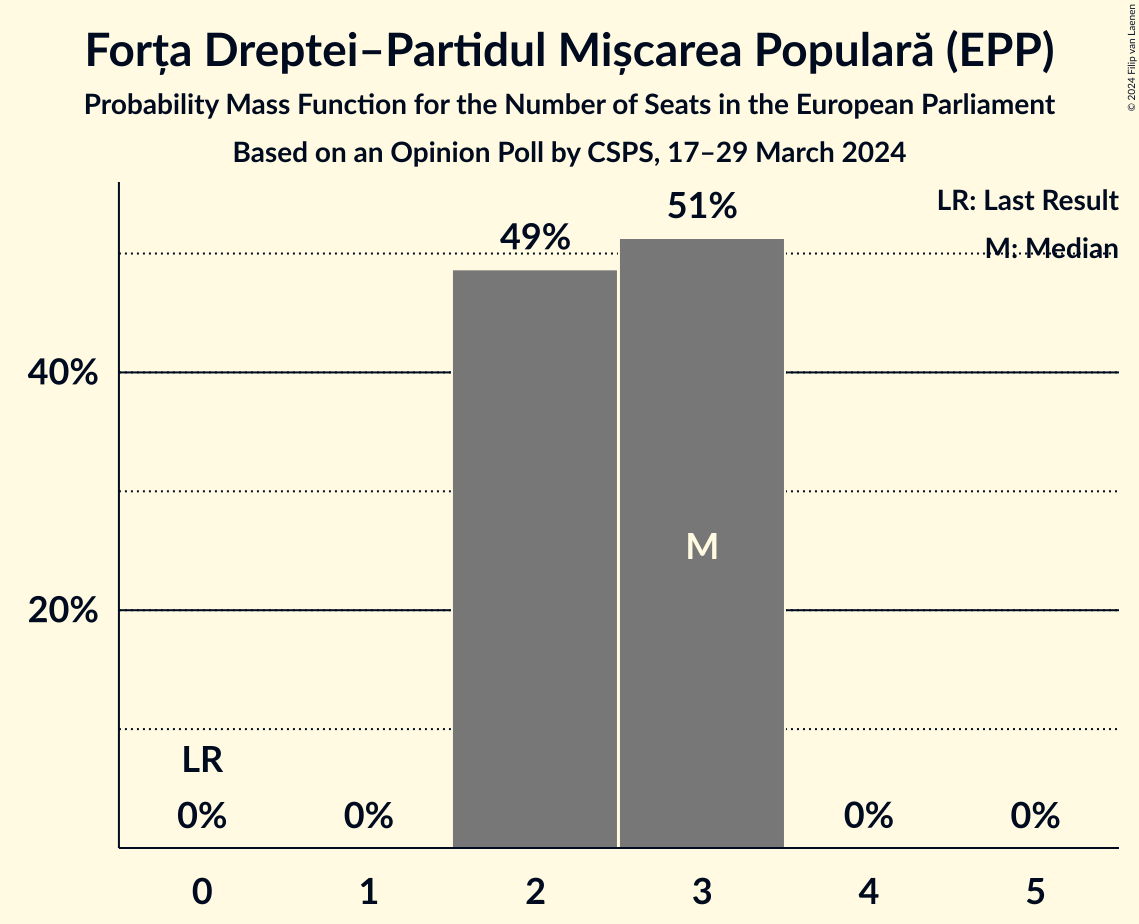 Forța Dreptei–Partidul Mișcarea Populară (EPP)
Probability Mass Function for the Number of Seats in the European Parliament
Based on an Opinion Poll by CSPS, 17–29 March 2024
© 2024 Filip van Laenen
LR: Last Result
M: Median
49%
51%
40%
20%
M
LR
0%
0%
0%
0%
0
1
2
3
4
5